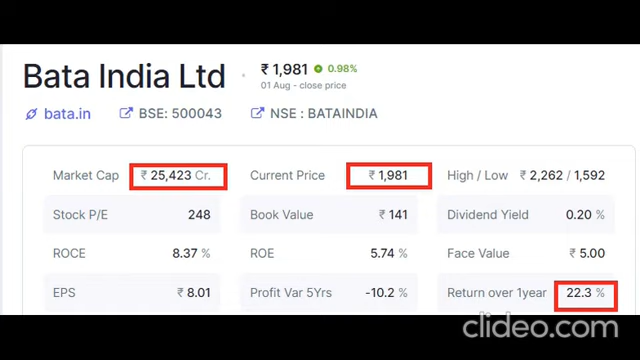 Bata India Ltd ₹ 1,981 0.98%
01 Aug - close price
bata.in BSE: 500043 NSE : BATAINDIA
Market Cap ₹ 25,423 Cr. Current Price ₹ 1,981 High / Low ₹ 2,262 / 1,592
Stock P/E 248 Book Value ₹ 141 Dividend Yield 0.20 %
ROCE 8.37 % ROE 5.74 % Face Value ₹ 5.00
EPS ₹ 8.01 Profit Var 5Yrs -10.2 % Return over 1year 22.3 %
clideo.com